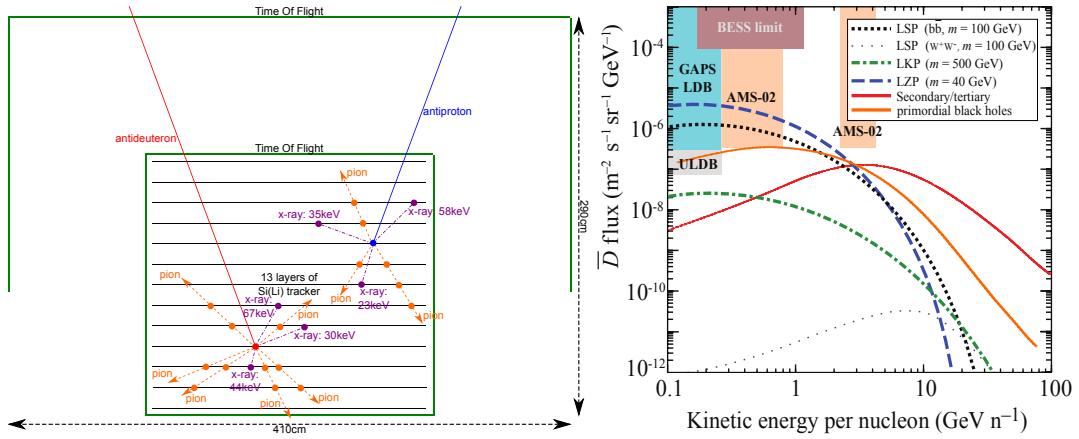 Time Of Flight
antideuteron
antiproton
Time Of Flight
pion
x-ray: 35keV
x-ray: 58keV
290cm
13 layers of
Si(Li) tracker
pion
x-ray:
23keV
pion
x-ray:
67keV
pion
x-ray: 30keV
pion
x-ray:
44keV
pion
pion
pion
pion
410cm
D̅ flux (m⁻² s⁻¹ sr⁻¹ GeV⁻¹)
10⁻⁴
10⁻⁶
10⁻⁸
10⁻¹⁰
10⁻¹²
BESS limit
GAPS
LDB
AMS-02
AMS-02
ULDB
LSP (bb̅, m = 100 GeV)
LSP (w⁺w⁻, m = 100 GeV)
LKP (m = 500 GeV)
LZP (m = 40 GeV)
Secondary/tertiary
primordial black holes
0.1 1 10 100
Kinetic energy per nucleon (GeV n⁻¹)